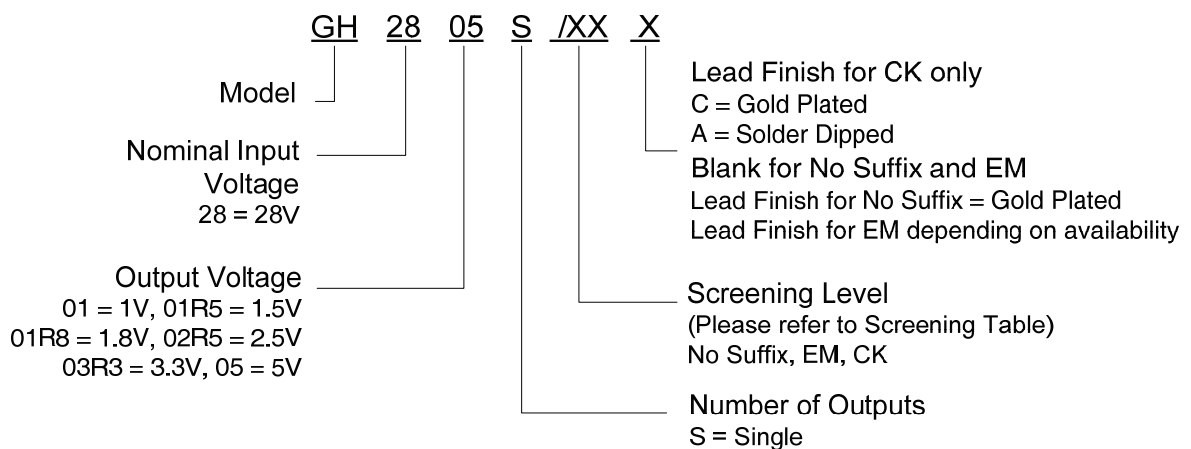 GH 28 05 S /XX X
Model
Nominal Input
Voltage
28 = 28V
Output Voltage
01 = 1V, 01R5 = 1.5V
01R8 = 1.8V, 02R5 = 2.5V
03R3 = 3.3V, 05 = 5V
Lead Finish for CK only
C = Gold Plated
A = Solder Dipped
Blank for No Suffix and EM
Lead Finish for No Suffix = Gold Plated
Lead Finish for EM depending on availability
Screening Level
(Please refer to Screening Table)
No Suffix, EM, CK
Number of Outputs
S = Single